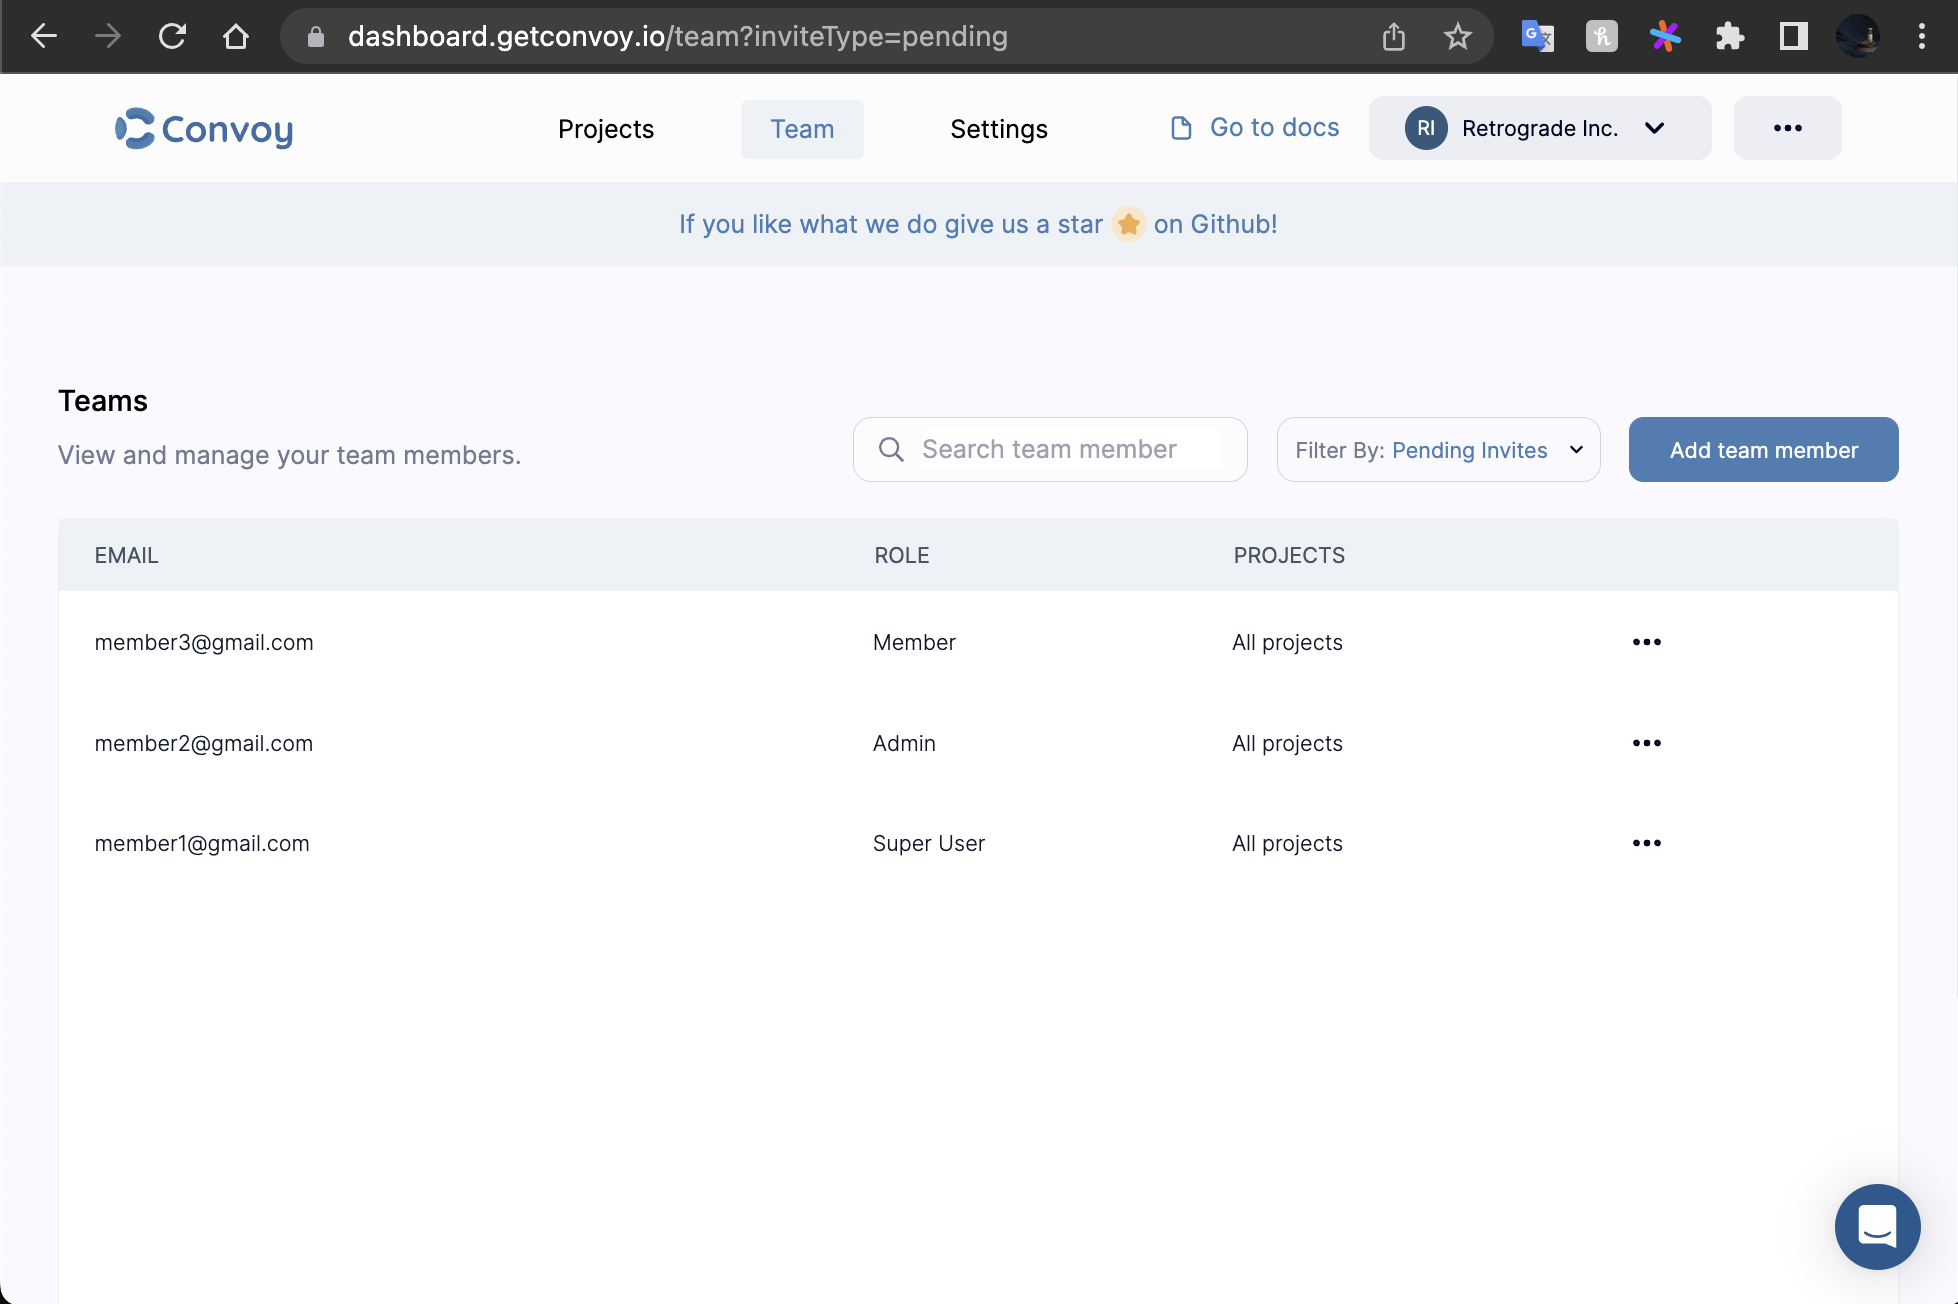 dashboard.getconvoy.io/team?inviteType=pending
Convoy
Projects
Team
Settings
Go to docs
RI
Retrograde Inc.
If you like what we do give us a star on Github!
Teams
View and manage your team members.
Search team member
Filter By: Pending Invites
Add team member
EMAIL ROLE PROJECTS
member3@gmail.com Member All projects
member2@gmail.com Admin All projects
member1@gmail.com Super User All projects